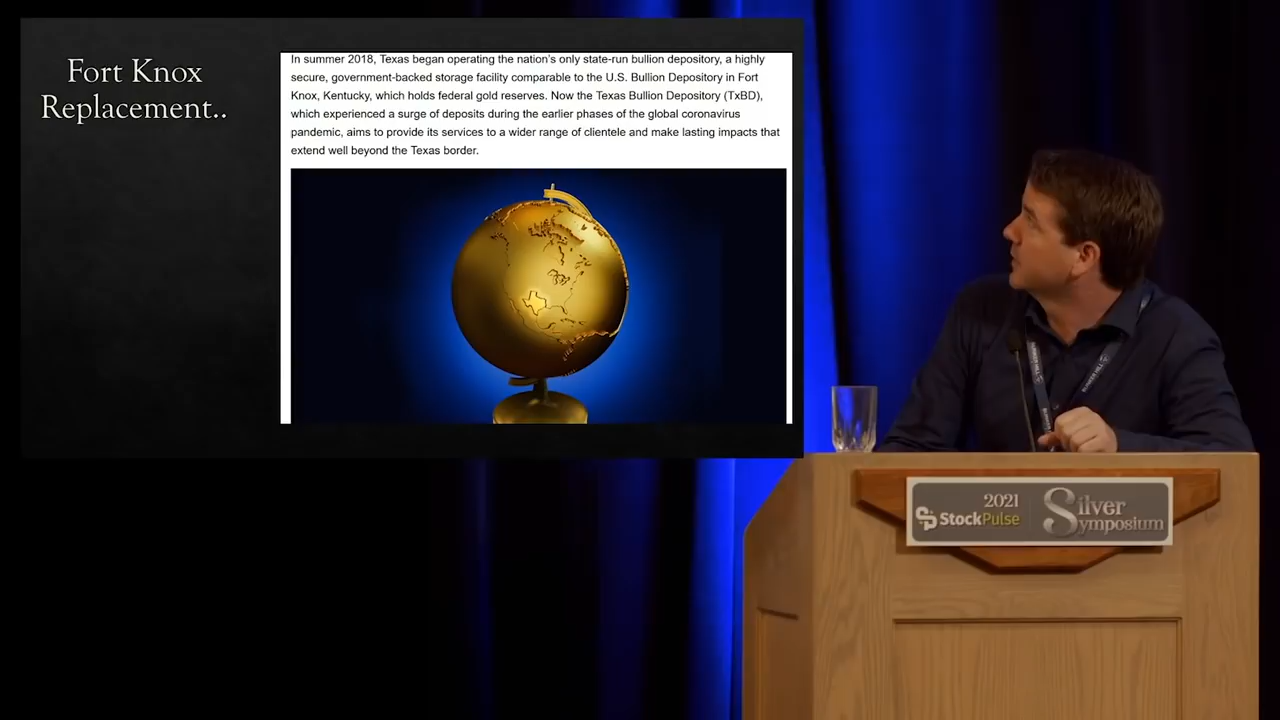 Fort Knox
Replacement..
In summer 2018, Texas began operating the nation's only state-run bullion depository, a highly
secure, government-backed storage facility comparable to the U.S. Bullion Depository in Fort
Knox, Kentucky, which holds federal gold reserves. Now the Texas Bullion Depository (TxBD),
which experienced a surge of deposits during the earlier phases of the global coronavirus
pandemic, aims to provide its services to a wider range of clientele and make lasting impacts that
extend well beyond the Texas border.
2021
StockPulse
Silver
Symposium